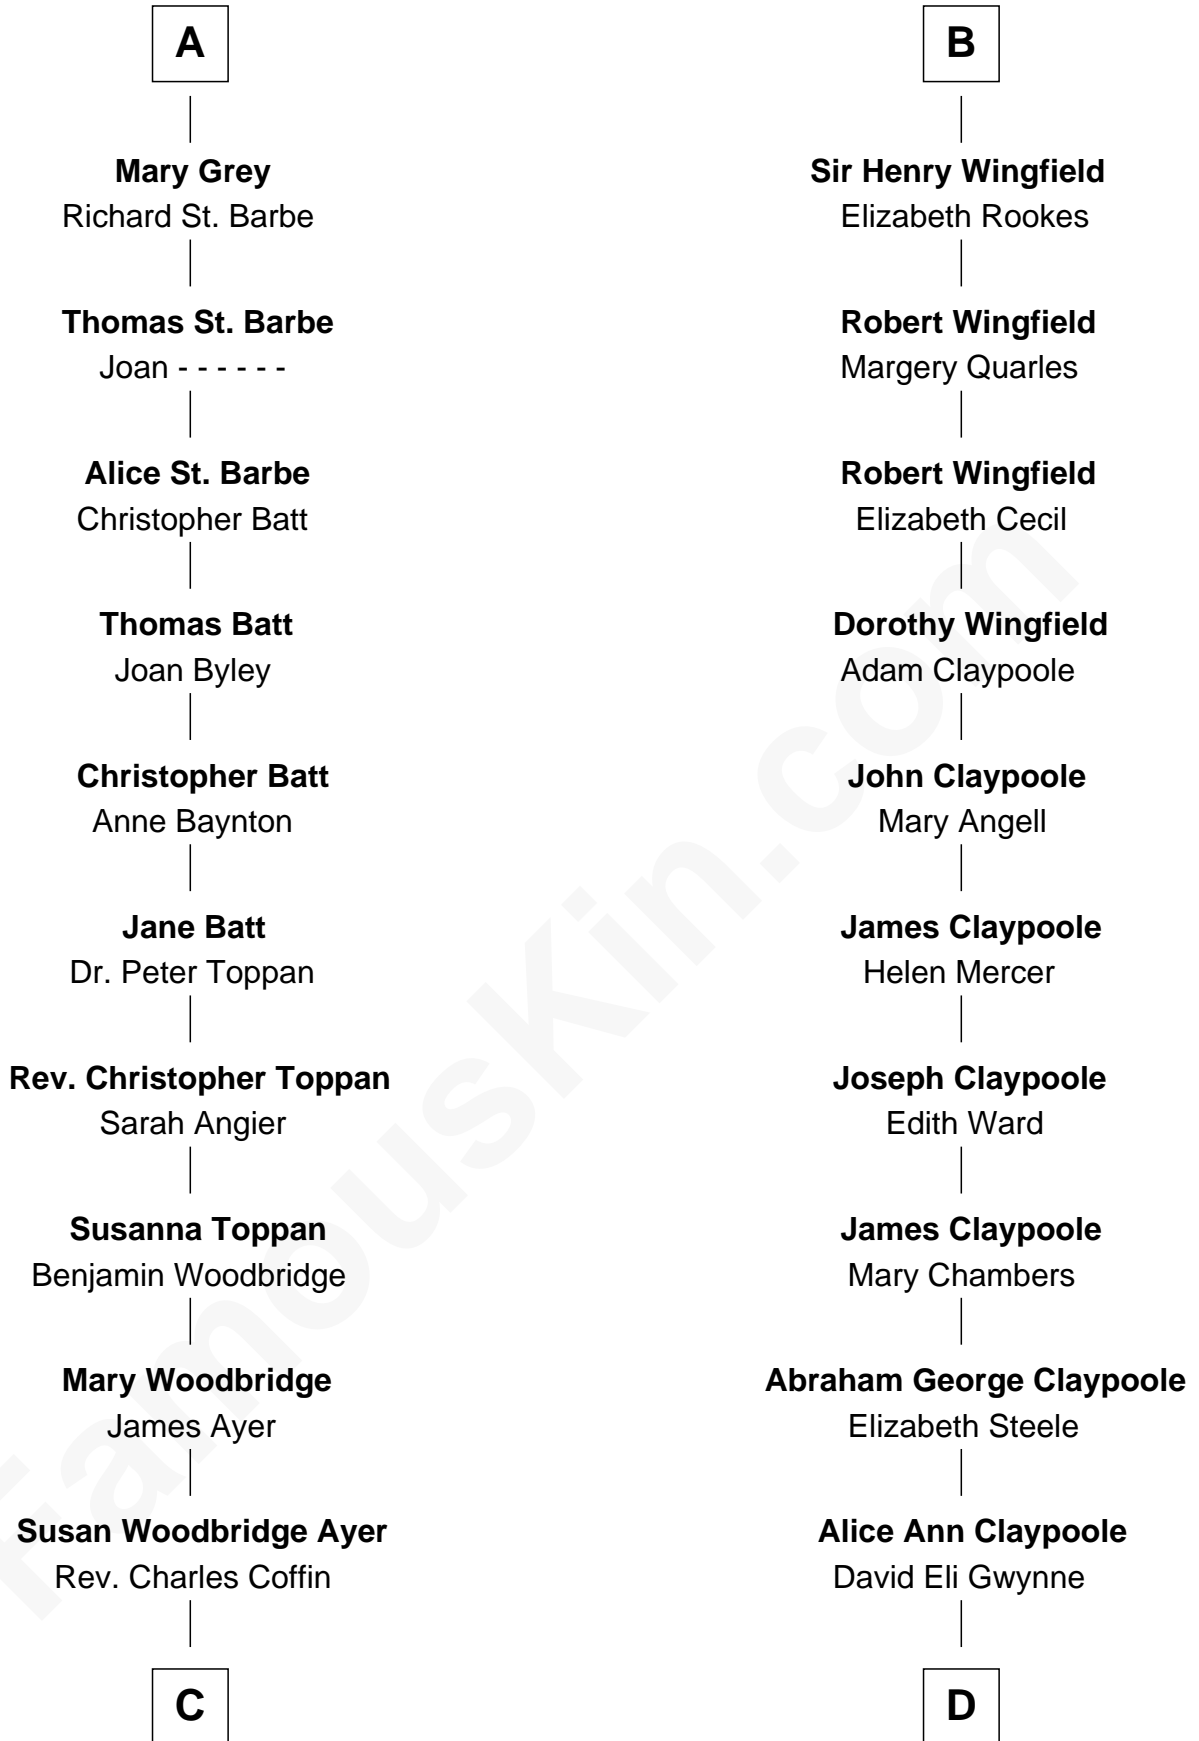 A
Mary Grey
Richard St. Barbe
Thomas St. Barbe
Joan - - - - - -
Alice St. Barbe
Christopher Batt
Thomas Batt
Joan Byley
Christopher Batt
Anne Baynton
Jane Batt
Dr. Peter Toppan
Rev. Christopher Toppan
Sarah Angier
Susanna Toppan
Benjamin Woodbridge
Mary Woodbridge
James Ayer
Susan Woodbridge Ayer
Rev. Charles Coffin
C
B
Sir Henry Wingfield
Elizabeth Rookes
Robert Wingfield
Margery Quarles
Robert Wingfield
Elizabeth Cecil
Dorothy Wingfield
Adam Claypoole
John Claypoole
Mary Angell
James Claypoole
Helen Mercer
Joseph Claypoole
Edith Ward
James Claypoole
Mary Chambers
Abraham George Claypoole
Elizabeth Steele
Alice Ann Claypoole
David Eli Gwynne
D
FamousKin.com